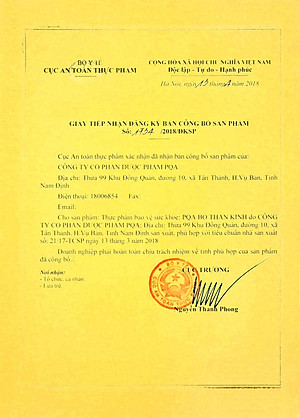 BỘ Y TẾ
CỤC AN TOÀN THỰC PHẨM
CỘNG HÒA XÃ HỘI CHỦ NGHĨA VIỆT NAM
Độc lập - Tự do - Hạnh phúc
Hà Nội, ngày 13 tháng 4 năm 2018
GIẤY TIẾP NHẬN ĐĂNG KÝ BẢN CÔNG BỐ SẢN PHẨM
Số: /2018/ĐKSP
Cục An toàn thực phẩm xác nhận đã nhận bản công bố sản phẩm của:
CÔNG TY CỔ PHẦN DƯỢC PHẨM PQA
Địa chỉ: Thửa 99 Khu Đồng Quán, đường 10, xã Tân Thành, H.Vụ Bản, Tỉnh
Nam Định
Điện thoại: 18006854 Fax:
Email:
Cho sản phẩm: Thực phẩm bảo vệ sức khỏe: PQA BỔ THẦN KINH do CÔNG
TY CỔ PHẦN DƯỢC PHẨM PQA; Địa chỉ: Thửa 99 Khu Đồng Quán, đường 10, xã
Tân Thành, H.Vụ Bản, Tỉnh Nam Định sản xuất, phù hợp với tiêu chuẩn nhà sản xuất
số: 21/17-TCSP ngày 13 tháng 3 năm 2018
Doanh nghiệp phải hoàn toàn chịu trách nhiệm về tính phù hợp của sản phẩm
đã công bố./.
Nơi nhận:
- Tổ chức, cá nhân;
- Lưu trữ.
CỤC TRƯỞNG
Nguyễn Thanh Phong